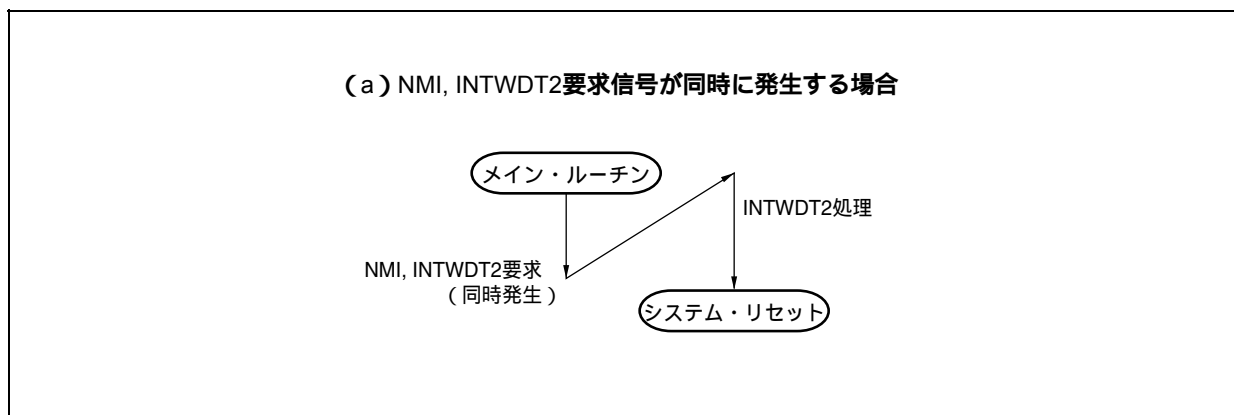 （a）NMI, INTWDT2要求信号が同時に発生する場合
メイン・ルーチン
INTWDT2処理
NMI, INTWDT2要求
（同時発生）
システム・リセット